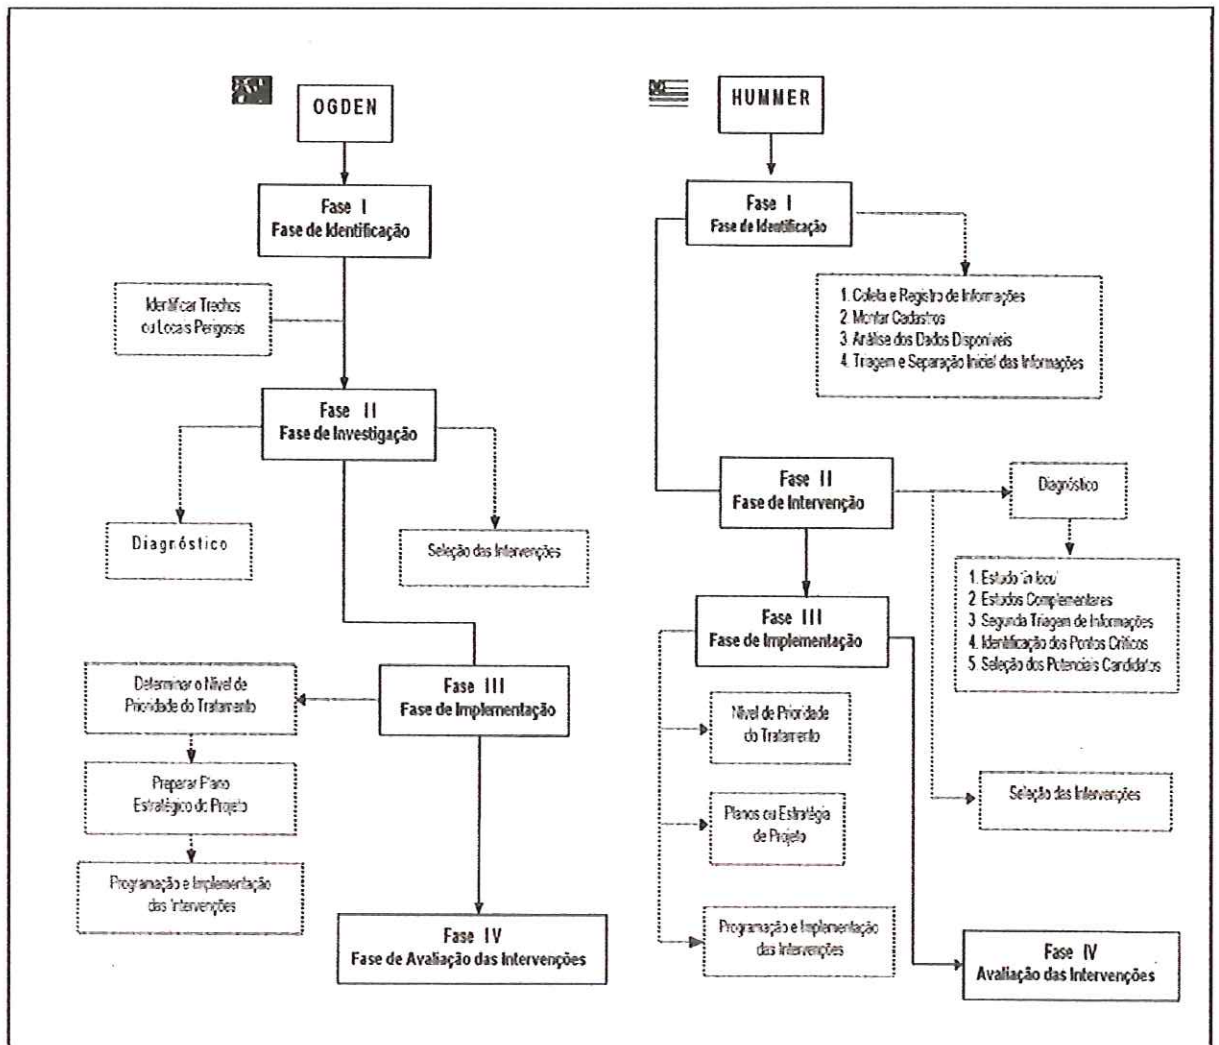 OGDEN
Fase I
Fase de Identificação
Identificar Trechos
ou Locais Perigosos
Fase II
Fase de Investigação
Diagnóstico
Seleção das Intervenções
Fase III
Fase de Implementação
Determinar o Nível de
Prioridade do Tratamento
Preparar Plano
Estratégico do Projeto
Programação e Implementação
das Intervenções
Fase IV
Fase de Avaliação das Intervenções
HUMMER
Fase I
Fase de Identificação
1. Coleta e Registro de Informações
2. Montar Cadastros
3. Análise dos Dados Disponíveis
4. Triagem e Separação Inicial das Informações
Fase II
Fase de Intervenção
Diagnóstico
1. Estudo "in locu"
2. Estudos Complementares
3. Segunda Triagem de Informações
4. Identificação dos Pontos Críticos
5. Seleção dos Potenciais Candidatos
Seleção das Intervenções
Fase III
Fase de Implementação
Nível de Prioridade
do Tratamento
Planos ou Estratégia
de Projeto
Programação e Implementação
das Intervenções
Fase IV
Avaliação das Intervenções